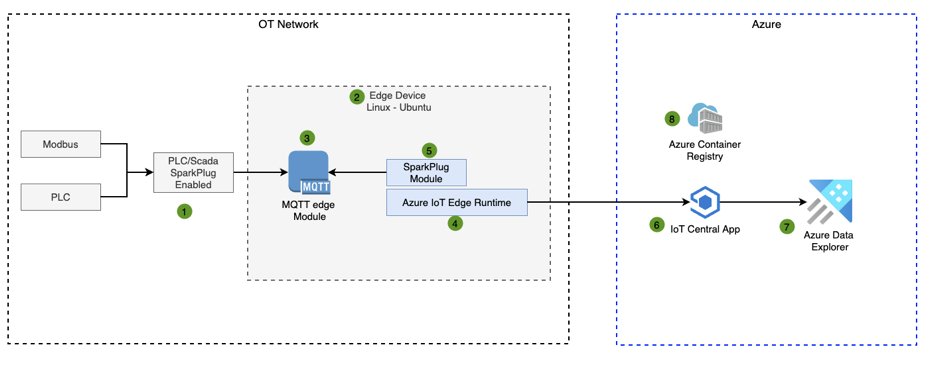 OT Network
Azure
2
Edge Device
Linux - Ubuntu
8
Azure Container
Registry
3
Modbus
5
PLC/Scada
SparkPlug
Enabled
MQTT
SparkPlug
Module
PLC
1
MQTT edge
Module
Azure IoT Edge Runtime
4
6
IoT Central App
7
Azure Data
Explorer